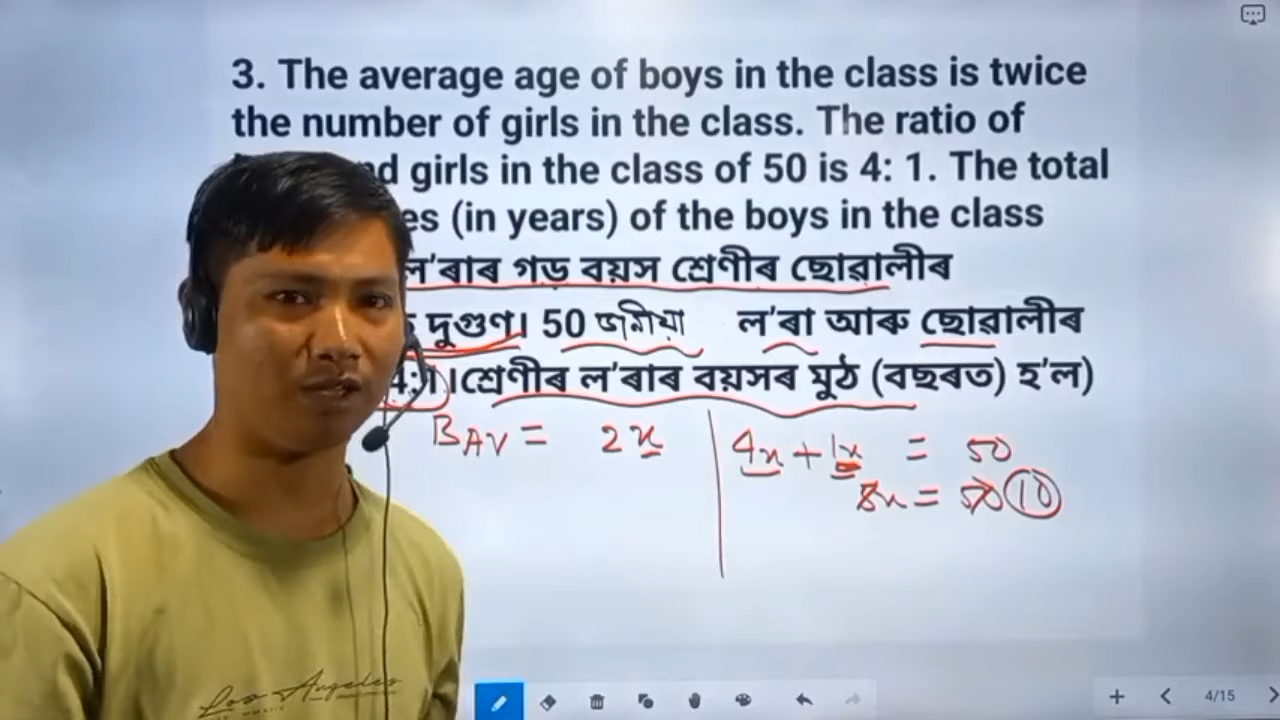 3. The average age of boys in the class is twice
the number of girls in the class. The ratio of
girls in the class of 50 is 4: 1. The total
(in years) of the boys in the class
ল'ৰাৰ গড় বয়স শ্ৰেণীৰ ছোৱালীৰ
দুগুণ। 50 জনীয়া ল'ৰা আৰু ছোৱালীৰ
4:1।শ্ৰেণীৰ ল'ৰাৰ বয়সৰ মুঠ (বছৰত) হ'ল)
BAV = 2x
4x + 1x = 50
5x = 50 10
Los Angeles
4/15